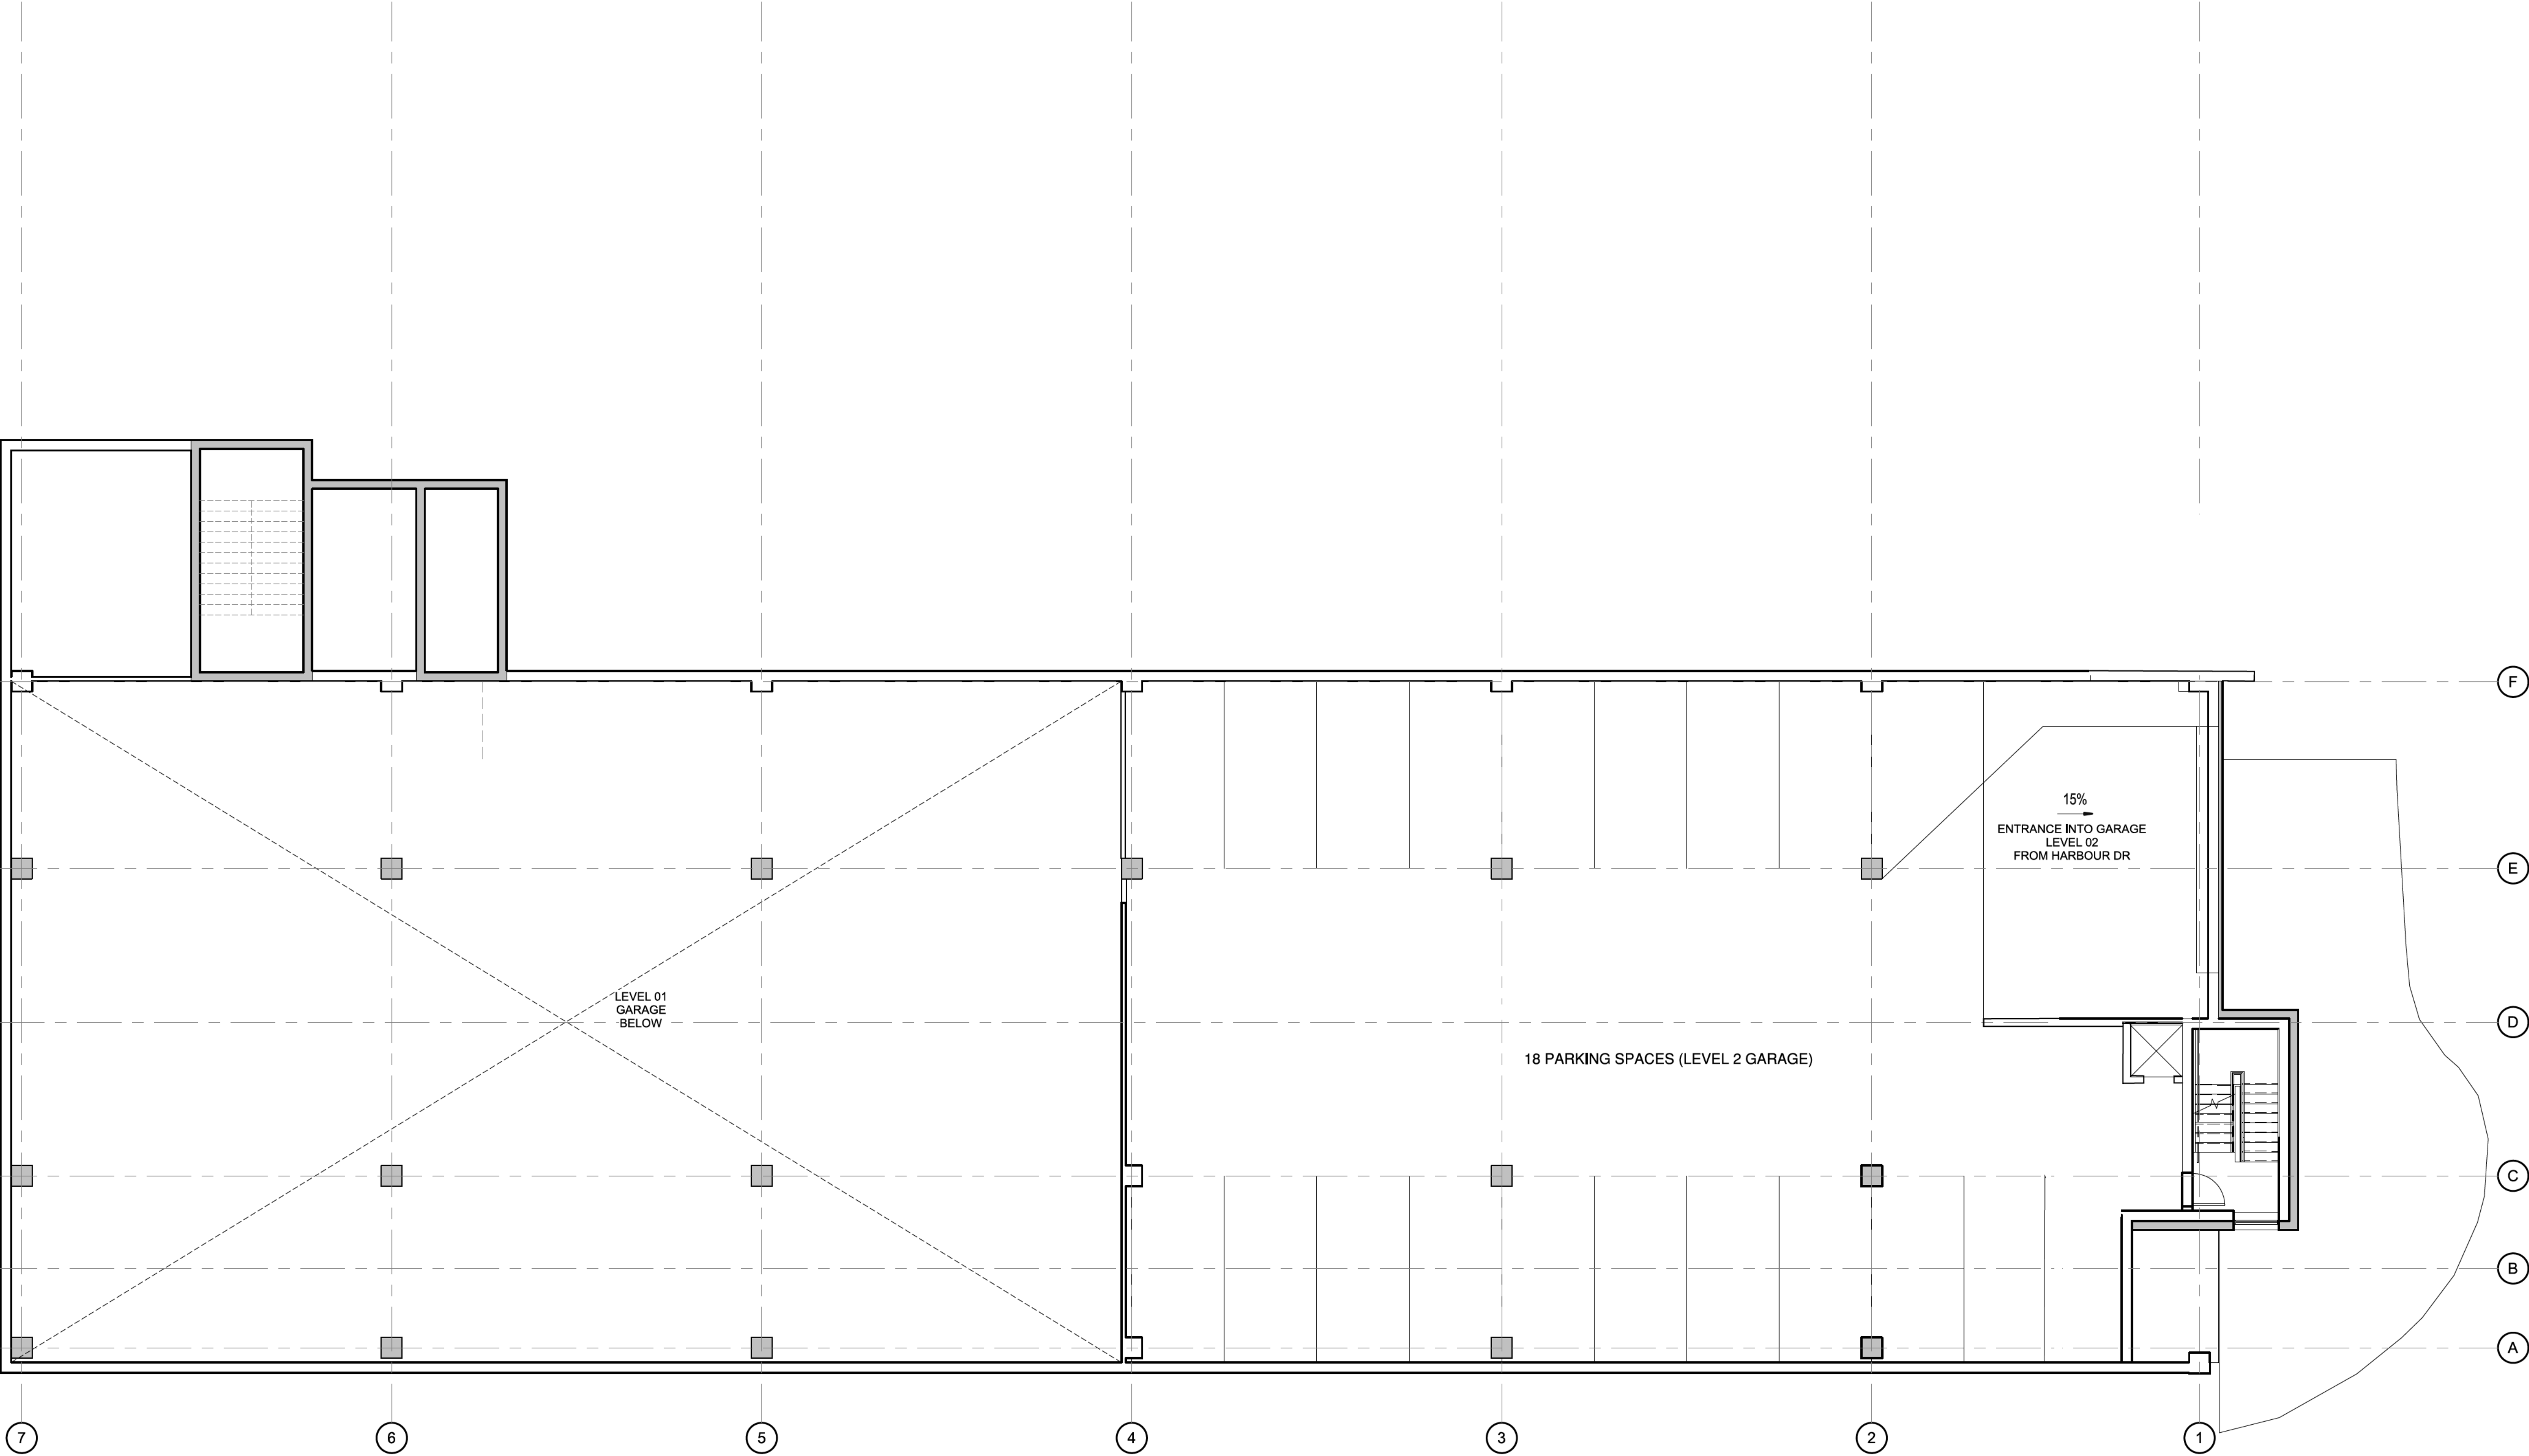 F
15%
ENTRANCE INTO GARAGE
LEVEL 02
FROM HARBOUR DR
E
LEVEL 01
GARAGE
BELOW
D
18 PARKING SPACES (LEVEL 2 GARAGE)
C
B
A
7
6
5
4
3
2
1